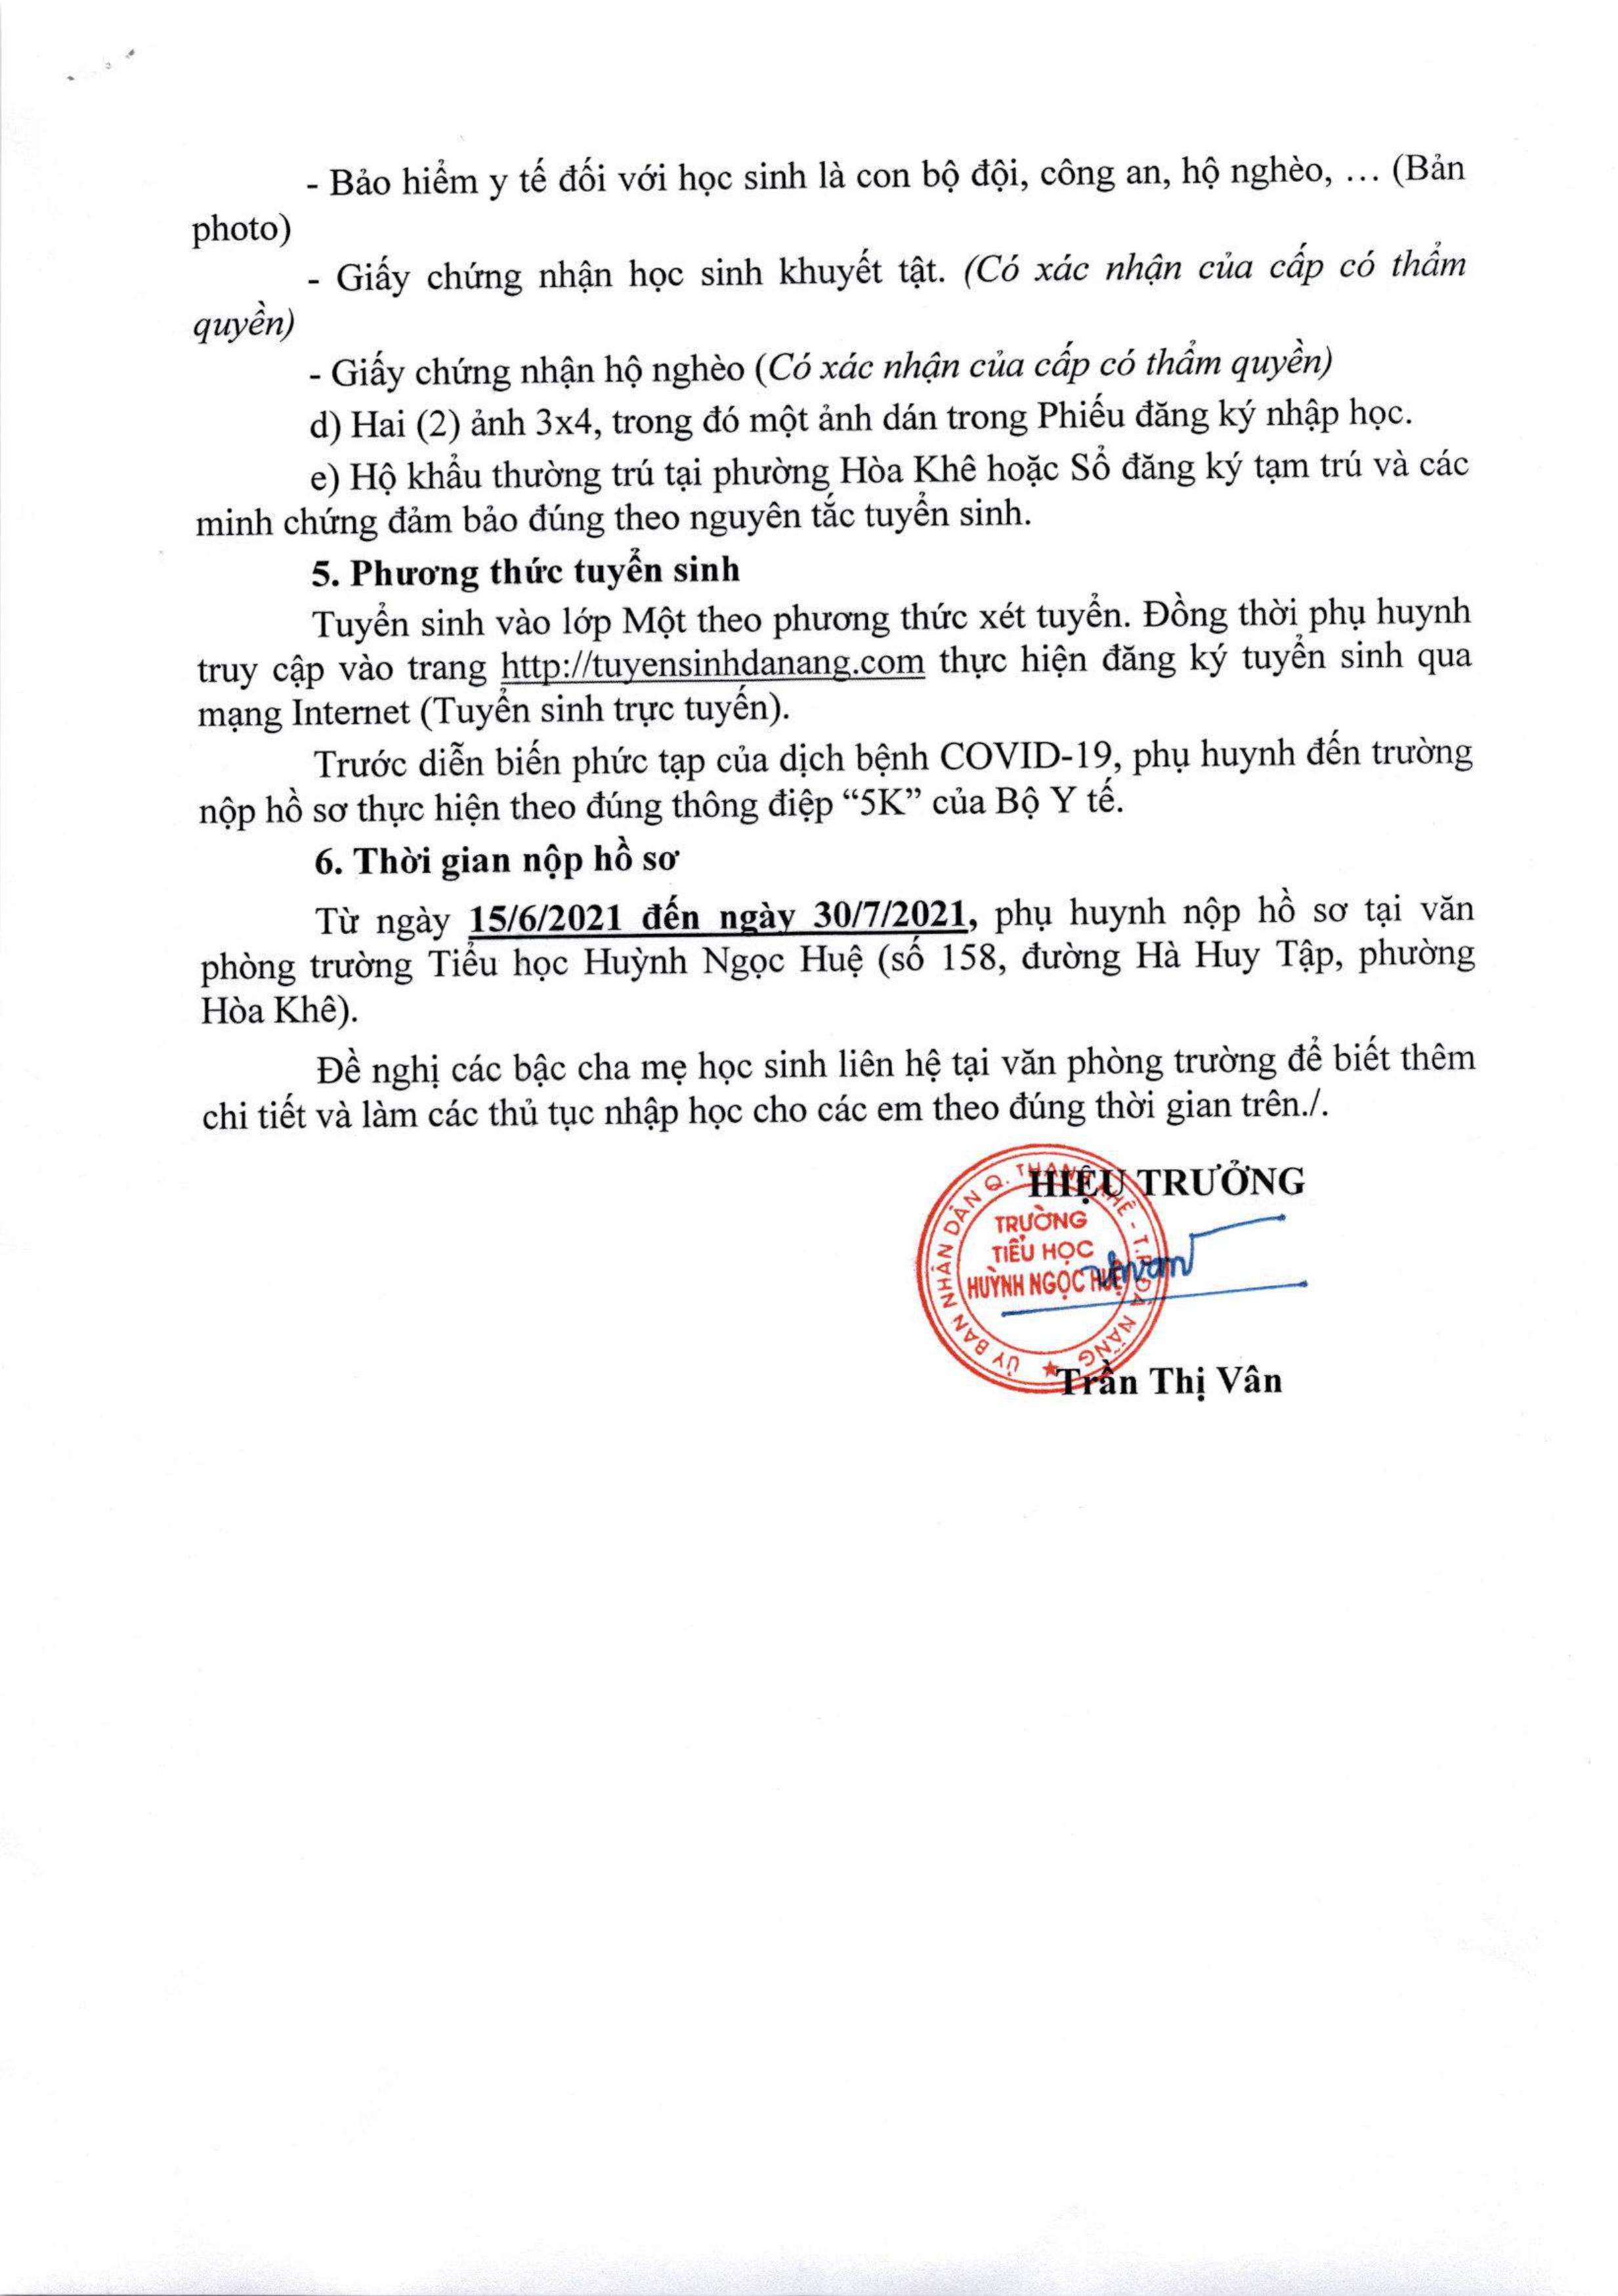 - Bảo hiểm y tế đối với học sinh là con bộ đội, công an, hộ nghèo, ... (Bản
photo)
- Giấy chứng nhận học sinh khuyết tật. (Có xác nhận của cấp có thẩm
quyền)
- Giấy chứng nhận hộ nghèo (Có xác nhận của cấp có thẩm quyền)
d) Hai (2) ảnh 3x4, trong đó một ảnh dán trong Phiếu đăng ký nhập học.
e) Hộ khẩu thường trú tại phường Hòa Khê hoặc Sổ đăng ký tạm trú và các
minh chứng đảm bảo đúng theo nguyên tắc tuyển sinh.
5. Phương thức tuyển sinh
Tuyển sinh vào lớp Một theo phương thức xét tuyển. Đồng thời phụ huynh
truy cập vào trang http://tuyensinhdanang.com thực hiện đăng ký tuyển sinh qua
mạng Internet (Tuyển sinh trực tuyến).
Trước diễn biến phức tạp của dịch bệnh COVID-19, phụ huynh đến trường
nộp hồ sơ thực hiện theo đúng thông điệp “5K” của Bộ Y tế.
6. Thời gian nộp hồ sơ
Từ ngày 15/6/2021 đến ngày 30/7/2021, phụ huynh nộp hồ sơ tại văn
phòng trường Tiểu học Huỳnh Ngọc Huệ (số 158, đường Hà Huy Tập, phường
Hòa Khê).
Đề nghị các bậc cha mẹ học sinh liên hệ tại văn phòng trường để biết thêm
chi tiết và làm các thủ tục nhập học cho các em theo đúng thời gian trên./.
HIỆU TRƯỞNG
ỦY BAN NHÂN DÂN Q. THANH KHÊ - T.P ĐÀ NẴNG
TRƯỜNG
TIỂU HỌC
HUỲNH NGỌC HUỆ
Trần Thị Vân